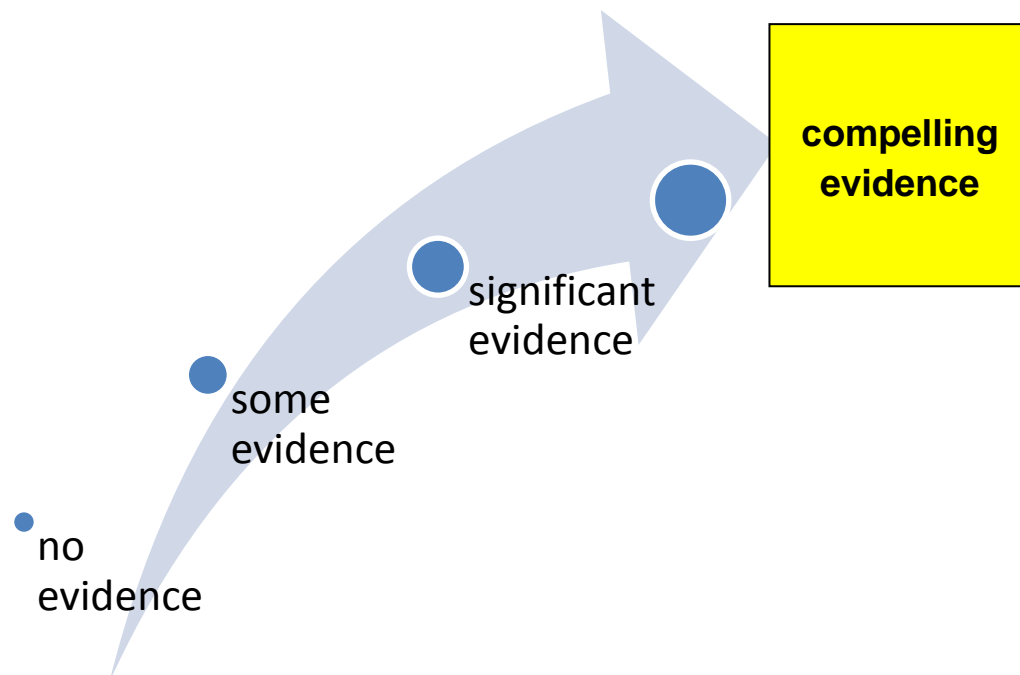 compelling
evidence
significant
evidence
some
evidence
no
evidence